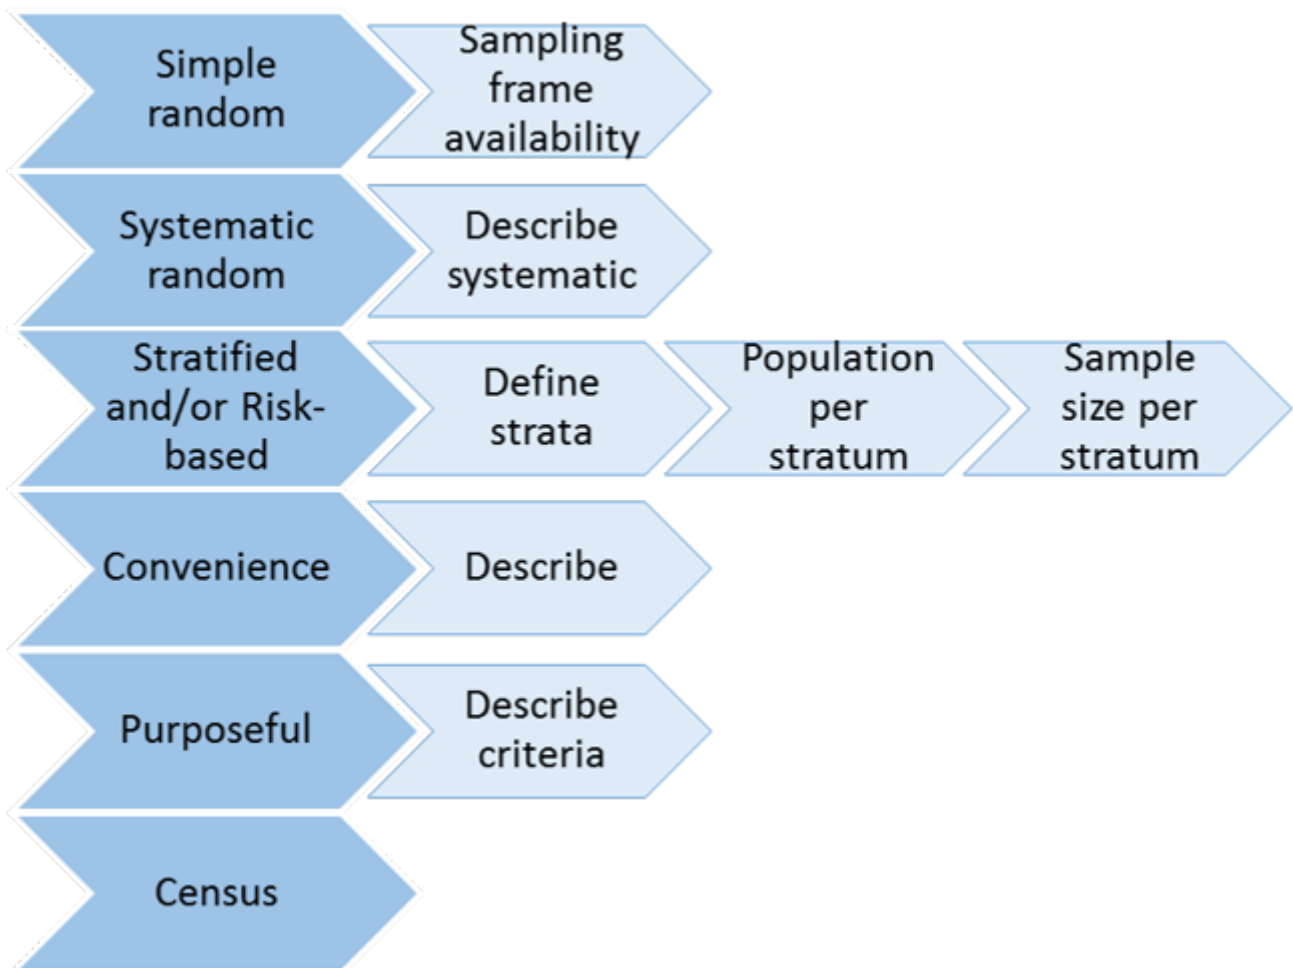 Simple
random
Sampling
frame
availability
Systematic
random
Describe
systematic
Stratified
and/or Risk-
based
Define
strata
Population
per
stratum
Sample
size per
stratum
Convenience
Describe
Purposeful
Describe
criteria
Census